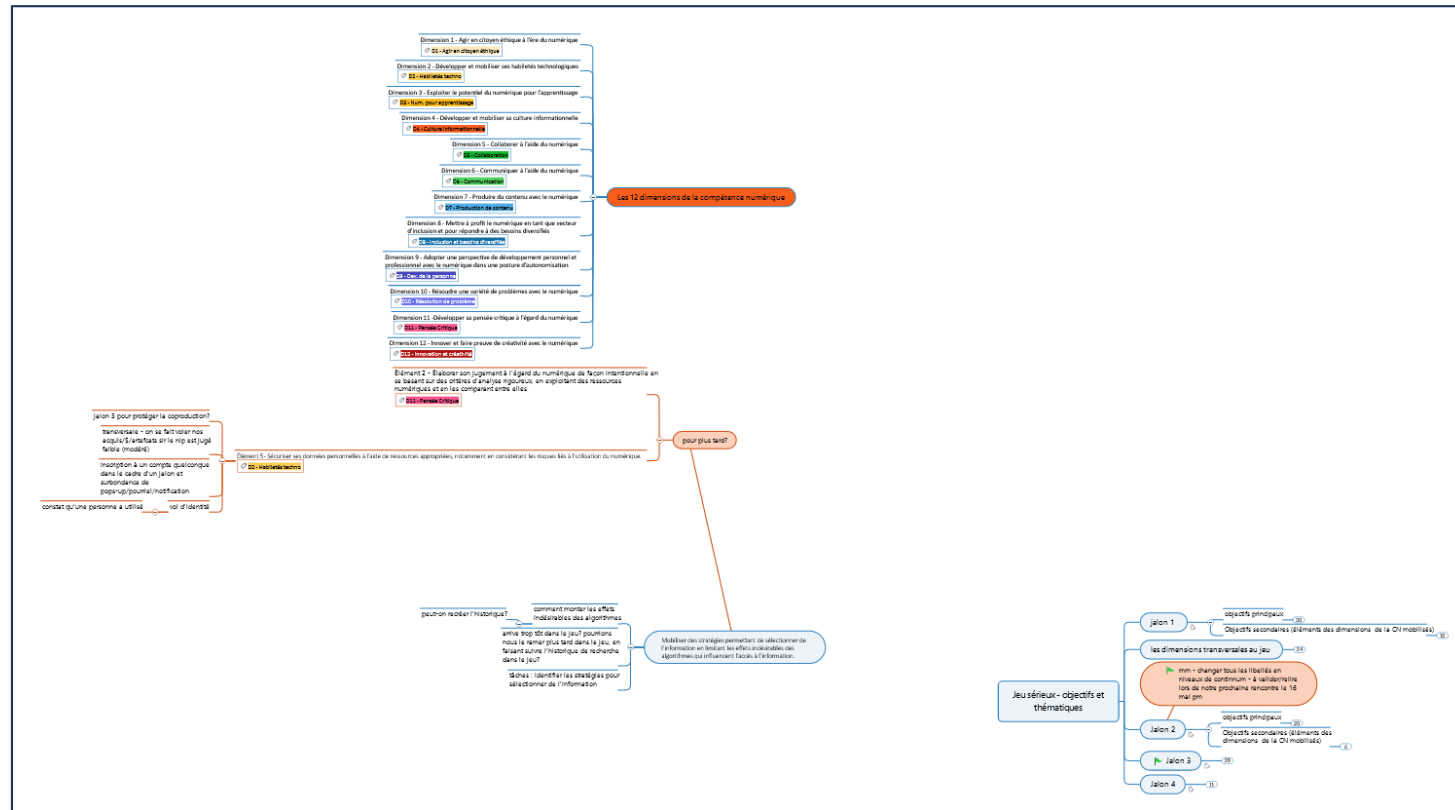 Dimension 1 - Agir en citoyen éthique à l'ère du numérique
D1 - Agir en citoyen éthique
Dimension 2 - Développer et mobiliser ses habiletés technologiques
D2 - Habiletés techno
Dimension 3 - Exploiter le potentiel du numérique pour l'apprentissage
D3 - Num. pour apprentissage
Dimension 4 - Développer et mobiliser sa culture informationnelle
D4 - Culture informationnelle
Dimension 5 - Collaborer à l'aide du numérique
D5 - Collaboration
Dimension 6 - Communiquer à l'aide du numérique
D6 - Communication
Dimension 7 - Produire du contenu avec le numérique
D7 - Production de contenu
Dimension 8 - Mettre à profit le numérique en tant que vecteur
d'inclusion et pour répondre à des besoins diversifiés
D8 - Inclusion et besoins diversifiés
Dimension 9 - Adopter une perspective de développement personnel et
professionnel avec le numérique dans une posture d'autonomisation
D9 - Dev. de la personne
Dimension 10 - Résoudre une variété de problèmes avec le numérique
D10 - Résolution de problème
Dimension 11 -Développer sa pensée critique à l'égard du numérique
D11 - Pensée Critique
Dimension 12 - Innover et faire preuve de créativité avec le numérique
D12 - Innovation et créativité
Les 12 dimensions de la compétence numérique
Élément 2 - Élaborer son jugement à l'égard du numérique de façon intentionnelle en
se basant sur des critères d'analyse rigoureux, en exploitant des ressources
numériques et en les comparant entre elles
D11 - Pensée Critique
pour plus tard?
Élément 5- Sécuriser ses données personnelles à l'aide de ressources appropriées, notamment en considérant les risques liés à l'utilisation du numérique.
D2 - Habiletés techno
Jalon 3 pour protéger la coproduction?
transversale - on se fait voler nos
acquis/$/artefcats si le nip est jugé
faible (modéré)
Inscription à un compte quelconque
dans le cadre d'un jalon et
surbondance de
pops-up/pourriel/notification
constat qu'une personne a utilisé
vol d'identité
Mobiliser des stratégies permettant de sélectionner de
l'information en limitant les effets indésirables des
algorithmes qui influencent l'accès à l'information.
comment monter les effets
indésirables des algorithmes
peut-on recréer l'historique?
arrive trop tôt dans le jeu? pourrions
nous le ramer plus tard dans le jeu, en
faisant suivre l'historique de recherche
dans le jeu?
tâches : identifier les stratégies pour
sélectionner de l'information
Jeu sérieux - objectifs et
thématiques
jalon 1
objectifs principaux
30
Objectifs secondaires (éléments des dimensions de la CN mobilisés)
12
les dimensions transversales au jeu
24
mm - changer tous les libellés en
niveaux de continnum - à valider/relire
lors de notre prochaine rencontre le 16
mai pm
Jalon 2
objectifs principaux
20
Objectifs secondaires (éléments des
dimensions de la CN mobilisés)
Jalon 3
Jalon 4
11